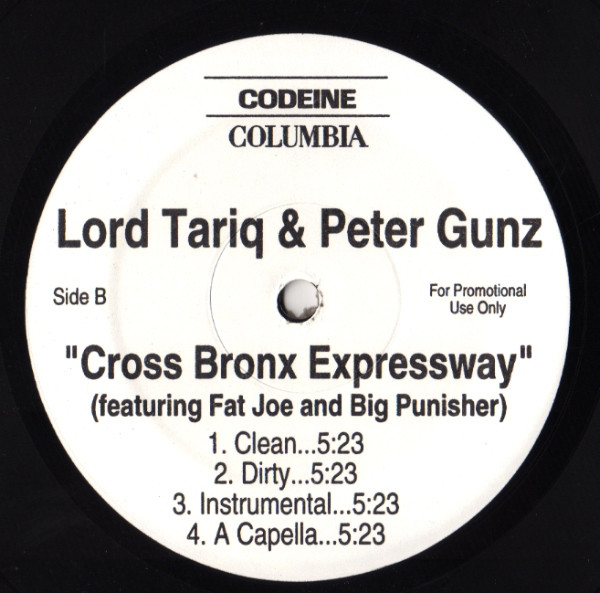 CODEINE
COLUMBIA
Lord Tariq & Peter Gunz
Side B
For Promotional
Use Only
"Cross Bronx Expressway"
(featuring Fat Joe and Big Punisher)
1. Clean...5:23
2. Dirty...5:23
3. Instrumental...5:23
4. A Capella...5:23